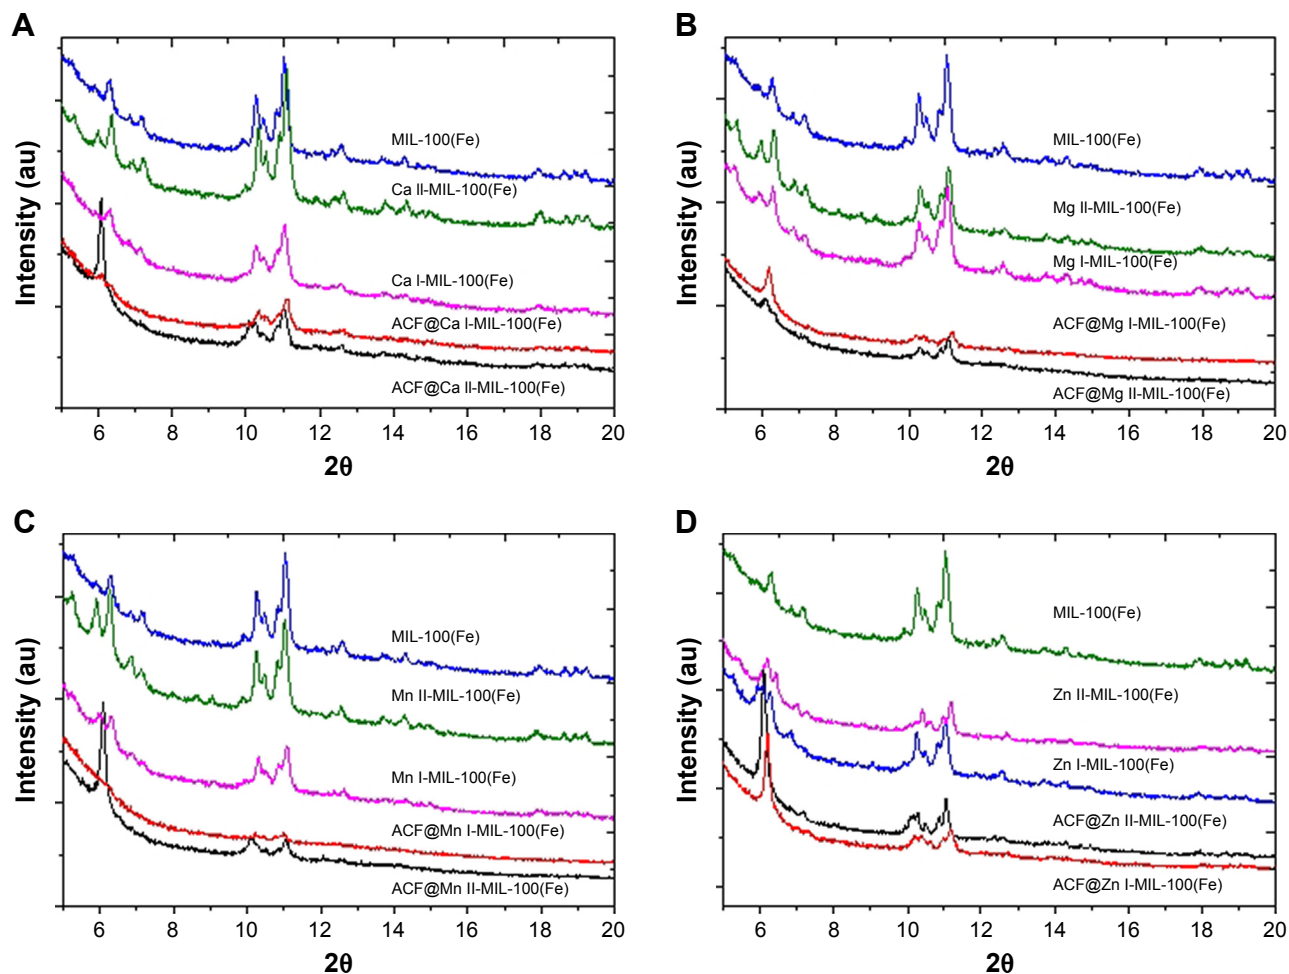 A
Intensity (au)
MIL-100(Fe)
Ca II-MIL-100(Fe)
Ca I-MIL-100(Fe)
ACF@Ca I-MIL-100(Fe)
ACF@Ca II-MIL-100(Fe)
6 8 10 12 14 16 18 20
2θ
B
Intensity (au)
MIL-100(Fe)
Mg II-MIL-100(Fe)
Mg I-MIL-100(Fe)
ACF@Mg I-MIL-100(Fe)
ACF@Mg II-MIL-100(Fe)
6 8 10 12 14 16 18 20
2θ
C
Intensity (au)
MIL-100(Fe)
Mn II-MIL-100(Fe)
Mn I-MIL-100(Fe)
ACF@Mn I-MIL-100(Fe)
ACF@Mn II-MIL-100(Fe)
6 8 10 12 14 16 18 20
2θ
D
Intensity (au)
MIL-100(Fe)
Zn II-MIL-100(Fe)
Zn I-MIL-100(Fe)
ACF@Zn II-MIL-100(Fe)
ACF@Zn I-MIL-100(Fe)
6 8 10 12 14 16 18 20
2θ